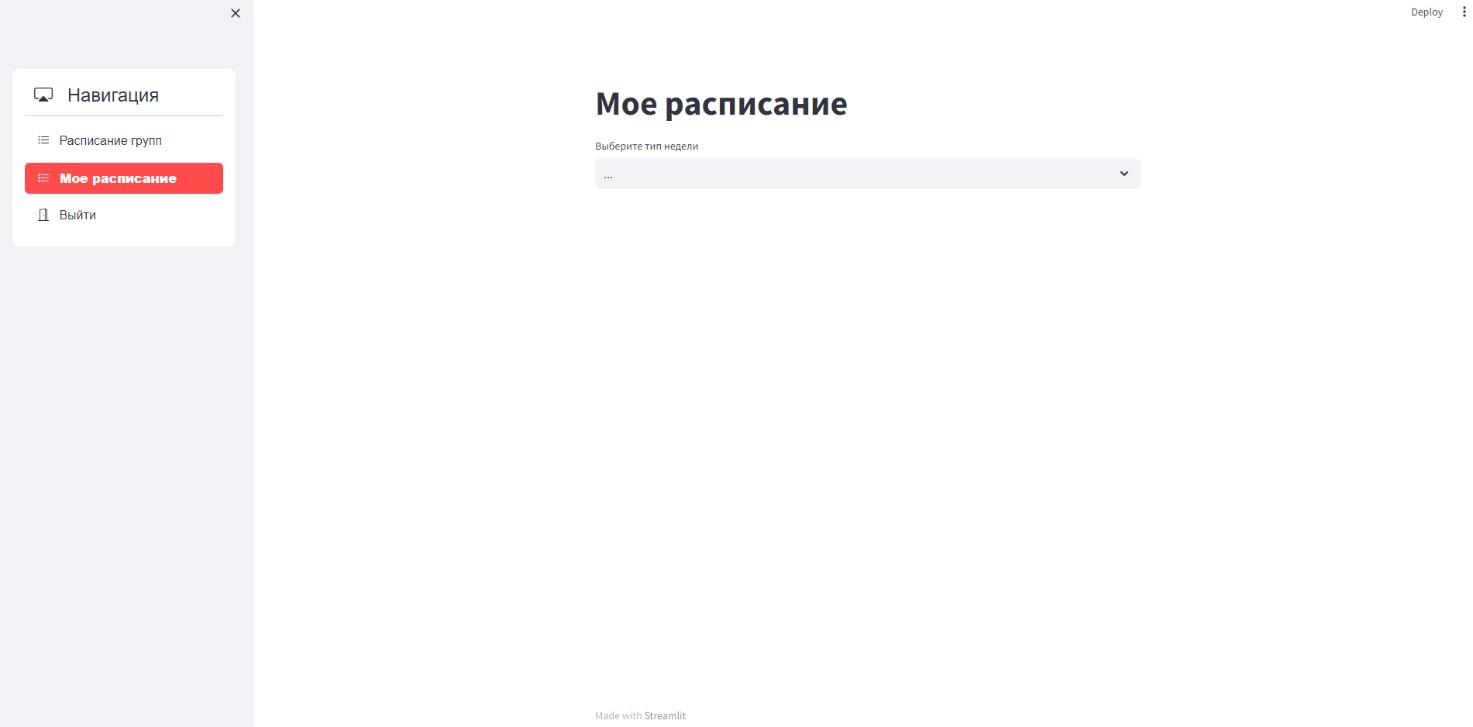 Deploy
Навигация
Расписание групп
Мое расписание
Выйти
Мое расписание
Выберите тип недели
...
Made with Streamlit